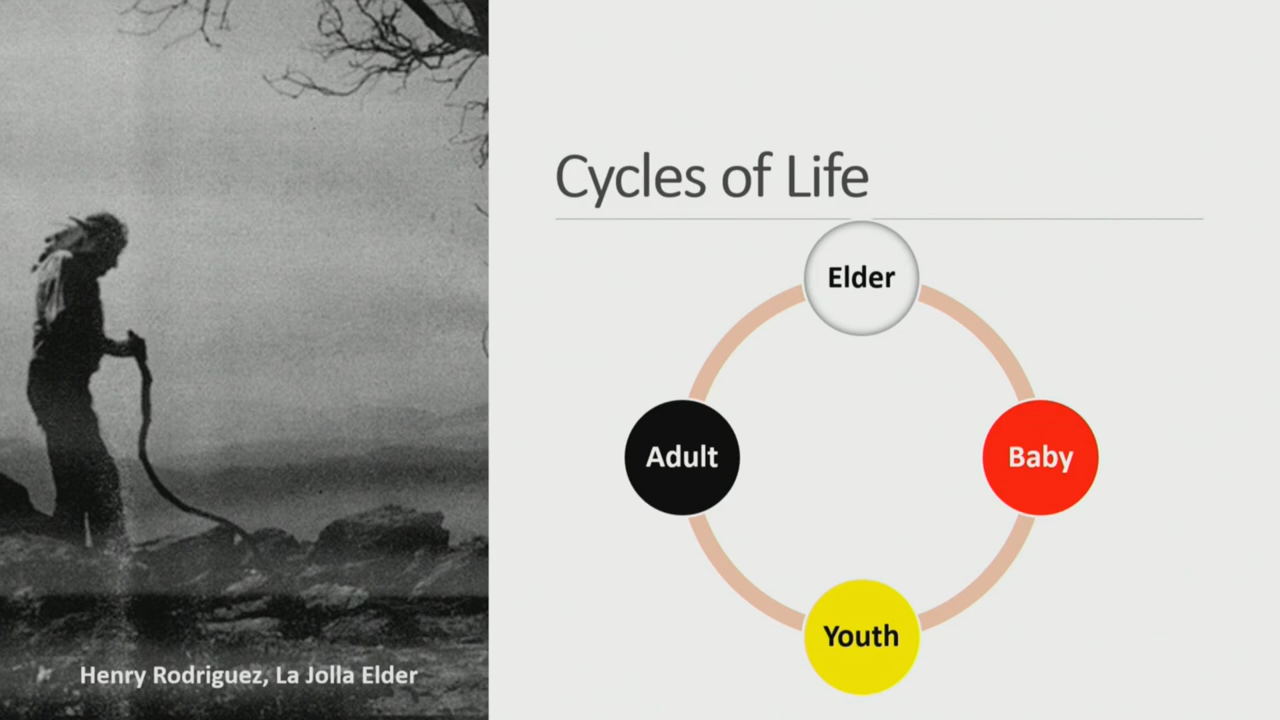 Cycles of Life
Elder
Adult
Baby
Youth
Henry Rodriguez, La Jolla Elder